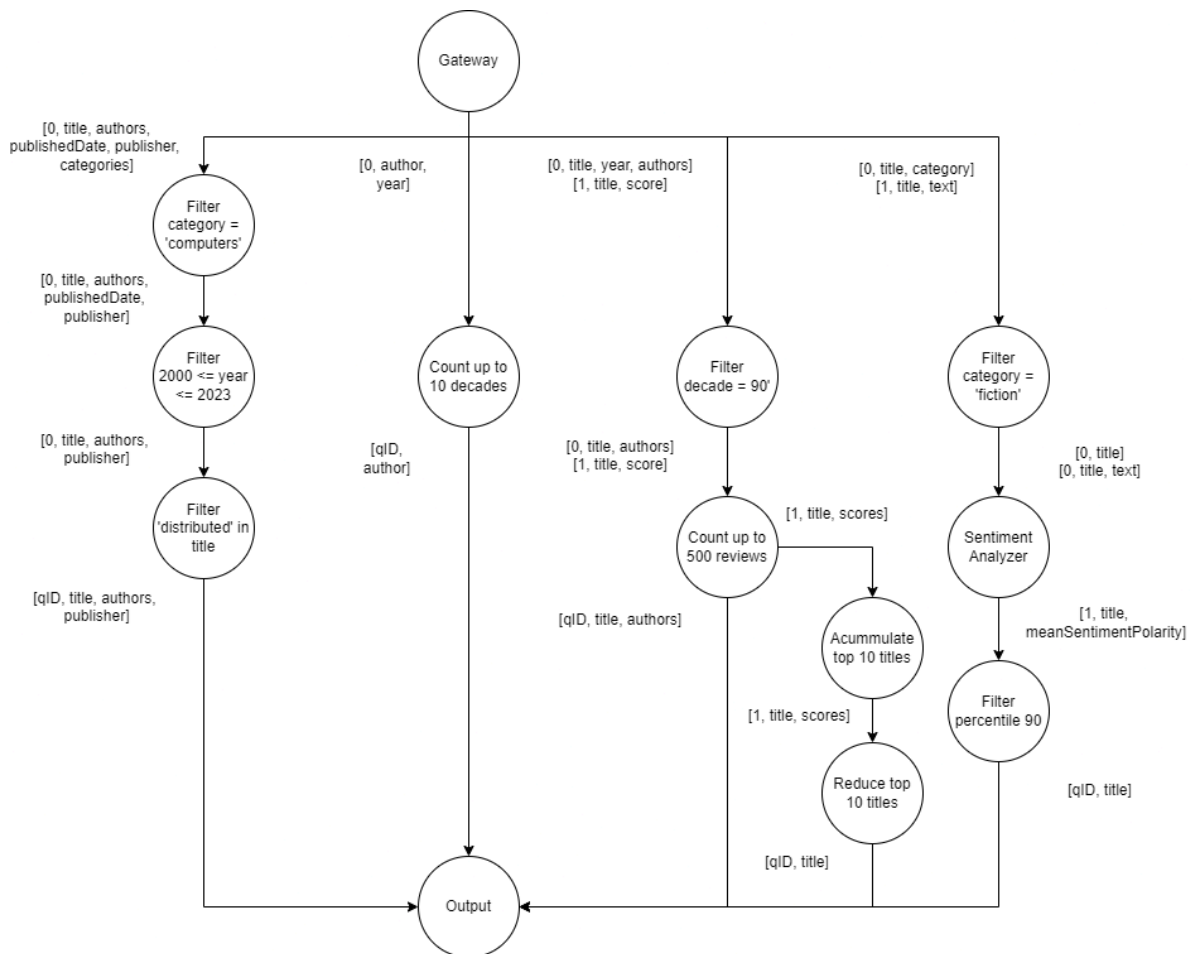 Gateway
[0, title, authors,
publishedDate, publisher,
categories]
[0, author,
year]
[0, title, year, authors]
[1, title, score]
[0, title, category]
[1, title, text]
Filter
category =
'computers'
[0, title, authors,
publishedDate,
publisher]
Filter
2000 <= year
<= 2023
Count up to
10 decades
Filter
decade = 90'
Filter
category =
'fiction'
[0, title, authors,
publisher]
[qID,
author]
[0, title, authors]
[1, title, score]
[0, title]
[0, title, text]
Filter
'distributed' in
title
Count up to
500 reviews
[1, title, scores]
Sentiment
Analyzer
[qID, title, authors,
publisher]
[qID, title, authors]
Acummulate
top 10 titles
[1, title,
meanSentimentPolarity]
[1, title, scores]
Filter
percentile 90
Reduce top
10 titles
[qID, title]
[qID, title]
Output